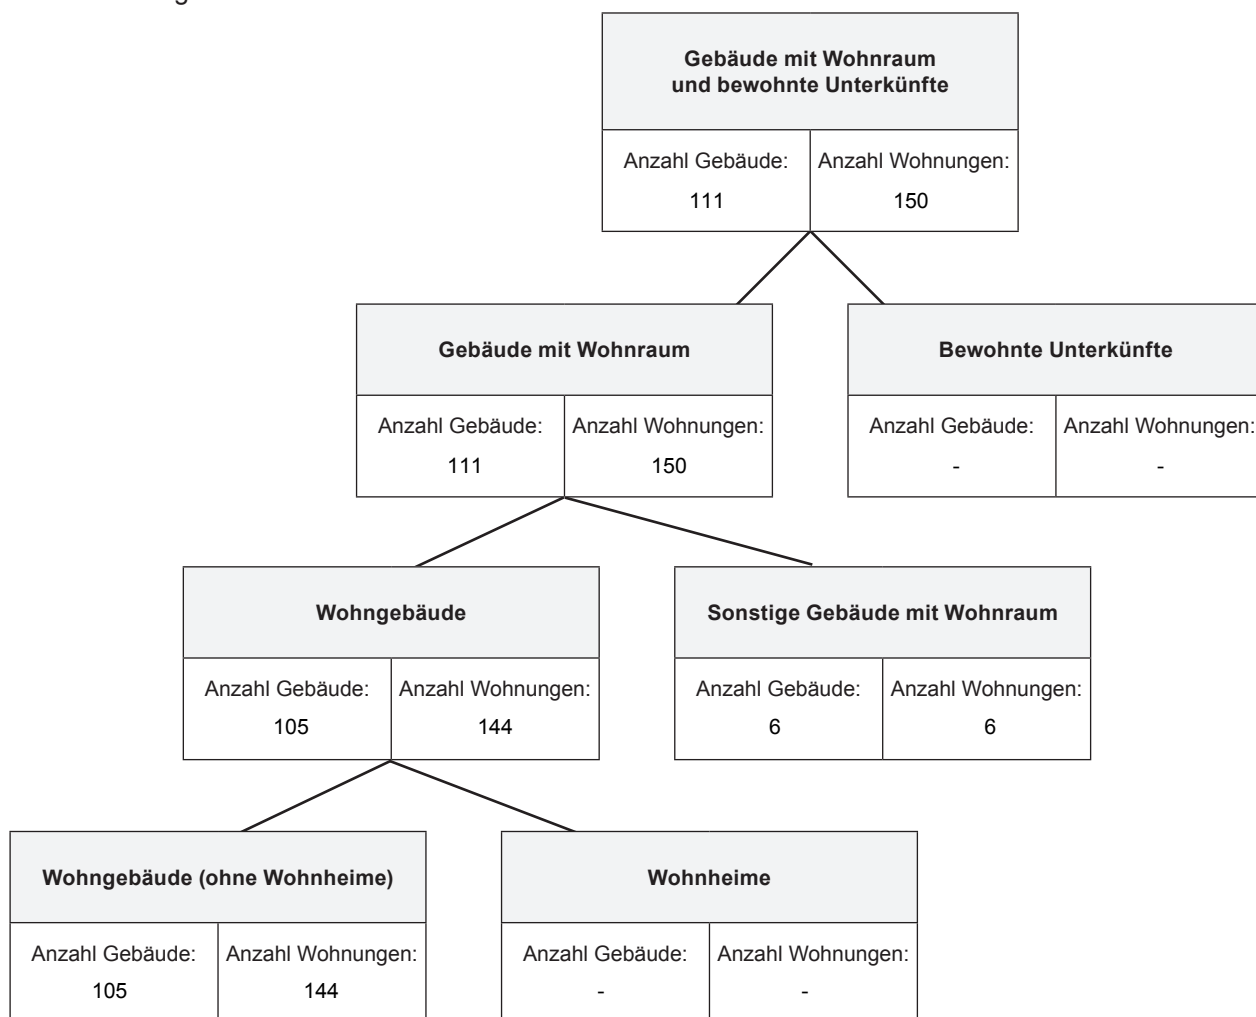 Gebäude mit Wohnraum
und bewohnte Unterkünfte
Anzahl Gebäude: Anzahl Wohnungen:
111 150
Gebäude mit Wohnraum
Anzahl Gebäude: Anzahl Wohnungen:
111 150
Bewohnte Unterkünfte
Anzahl Gebäude: Anzahl Wohnungen:
- -
Wohngebäude
Anzahl Gebäude: Anzahl Wohnungen:
105 144
Sonstige Gebäude mit Wohnraum
Anzahl Gebäude: Anzahl Wohnungen:
6 6
Wohngebäude (ohne Wohnheime)
Anzahl Gebäude: Anzahl Wohnungen:
105 144
Wohnheime
Anzahl Gebäude: Anzahl Wohnungen:
- -